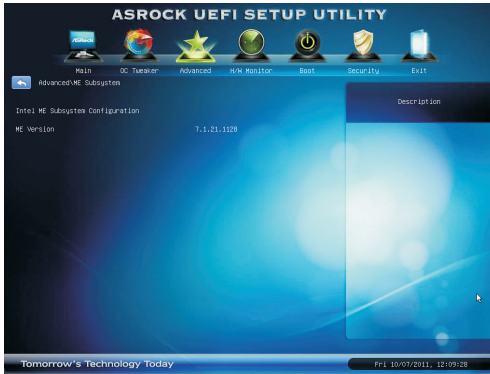 ASROCK UEFI SETUP UTILITY
ASRock
Main OC Tweaker Advanced H/W Monitor Boot Security Exit
Advanced\ME Subsystem
Description
Intel ME Subsystem Configuration
ME Version 7.1.21.1128
Tomorrow's Technology Today
Fri 10/07/2011, 12:09:28